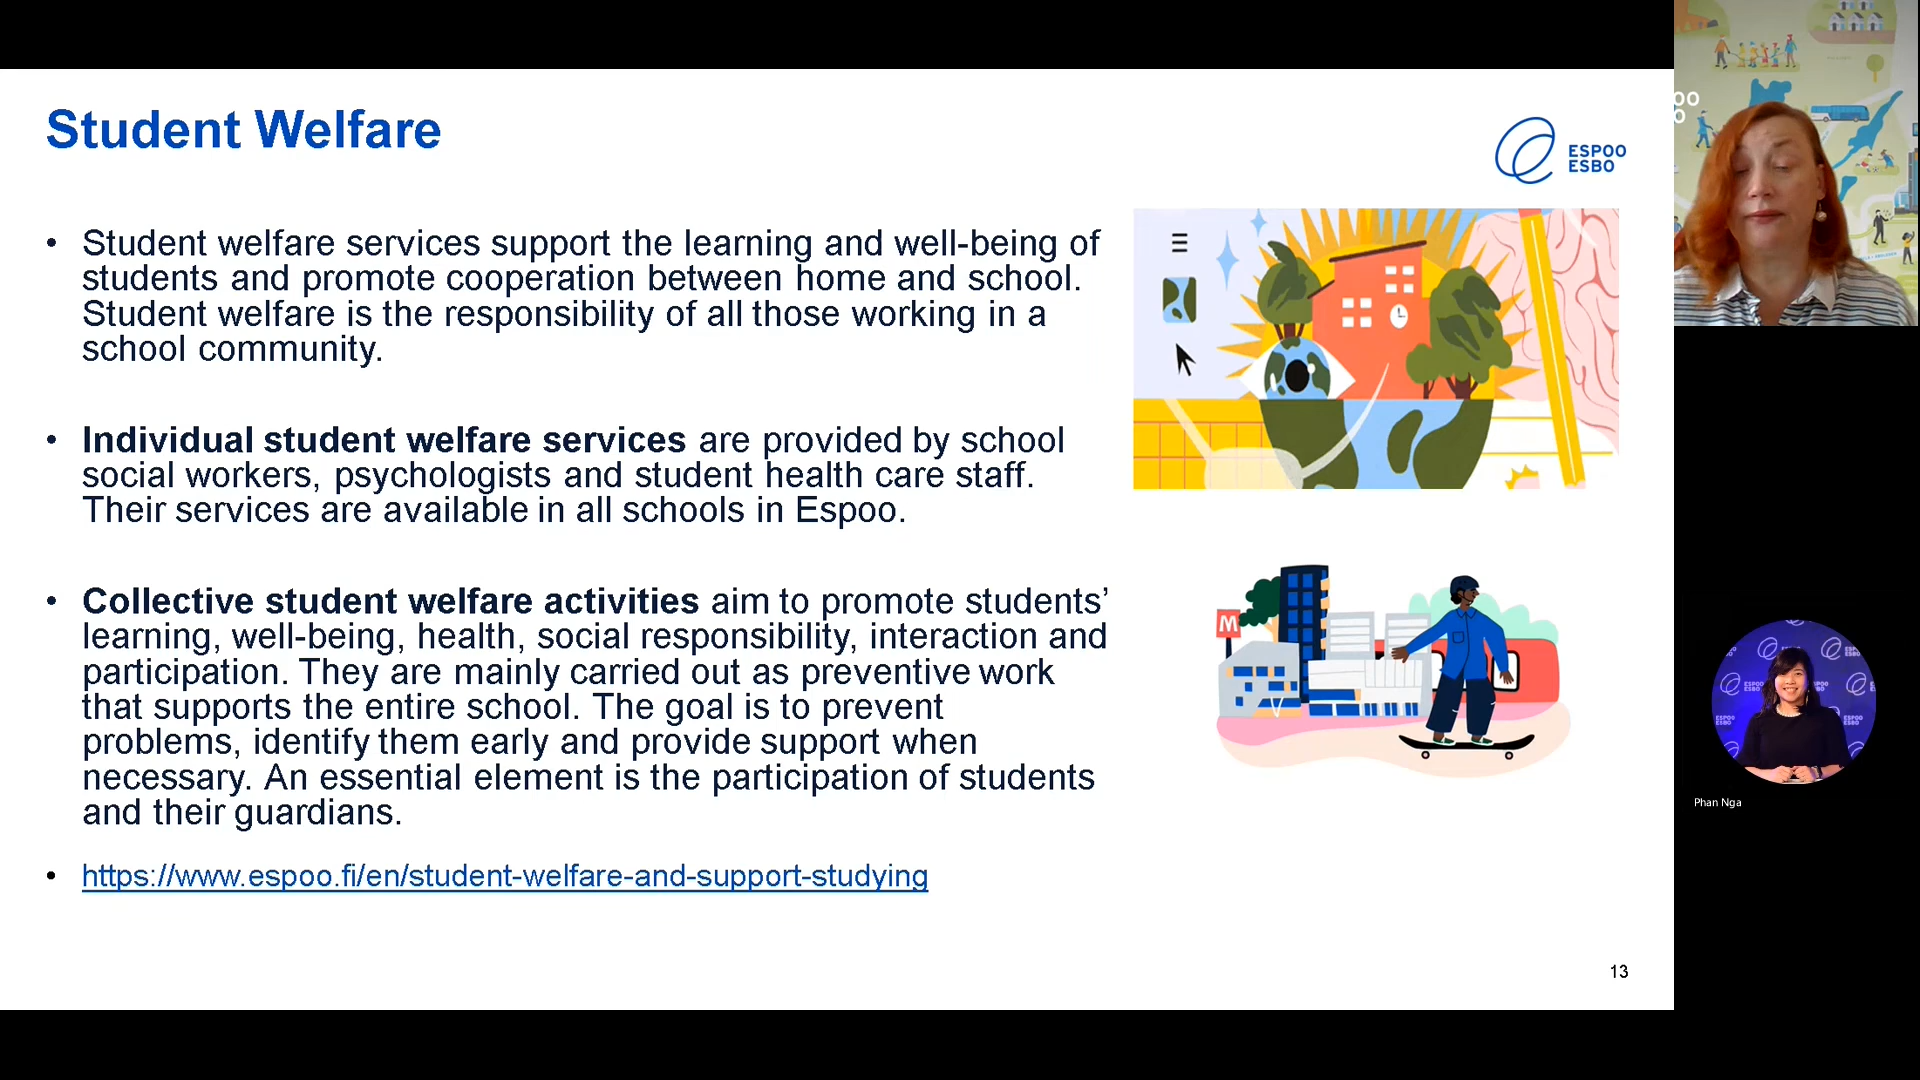 Student Welfare
ESPOO
ESBO
• Student welfare services support the learning and well-being of
students and promote cooperation between home and school.
Student welfare is the responsibility of all those working in a
school community.
• Individual student welfare services are provided by school
social workers, psychologists and student health care staff.
Their services are available in all schools in Espoo.
• Collective student welfare activities aim to promote students’
learning, well-being, health, social responsibility, interaction and
participation. They are mainly carried out as preventive work
that supports the entire school. The goal is to prevent
problems, identify them early and provide support when
necessary. An essential element is the participation of students
and their guardians.
• https://www.espoo.fi/en/student-welfare-and-support-studying
M
13
Phan Nga